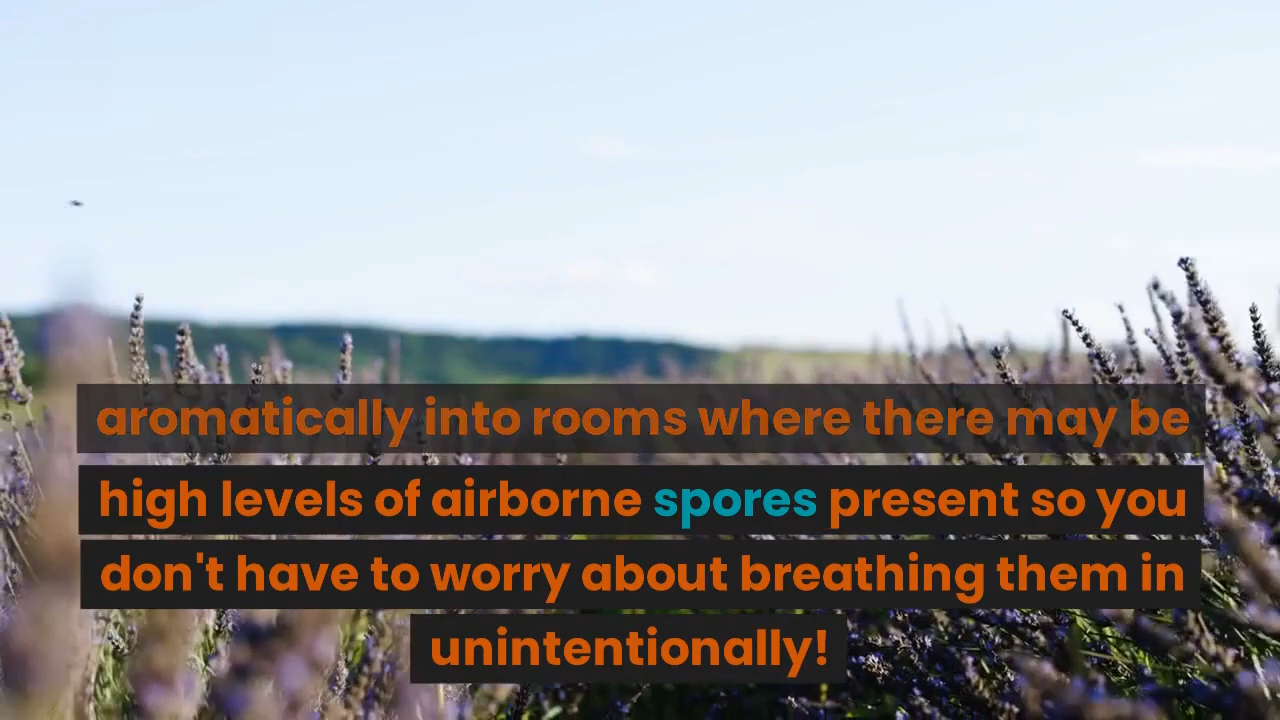 aromatically into rooms where there may be
high levels of airborne spores present so you
don't have to worry about breathing them in
unintentionally!